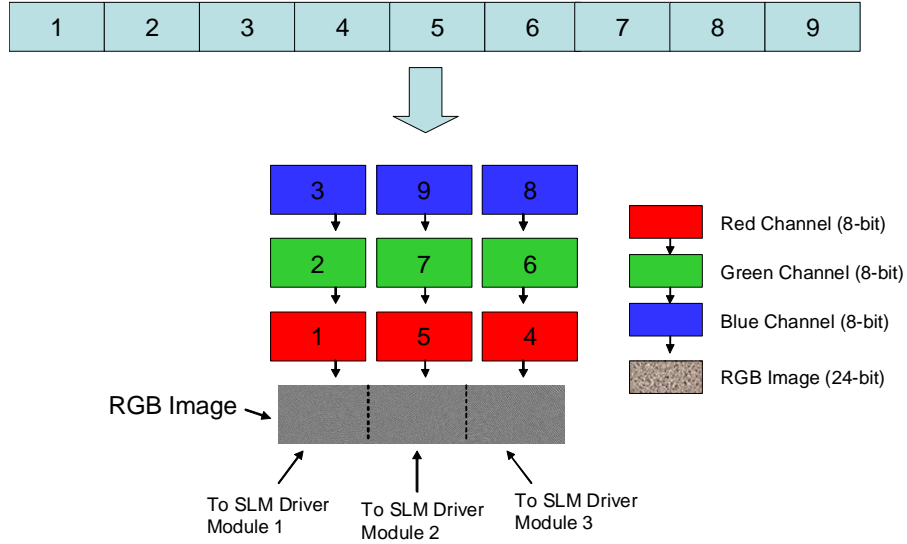 1 2 3 4 5 6 7 8 9
3 9 8
2 7 6
1 5 4
Red Channel (8-bit)
Green Channel (8-bit)
Blue Channel (8-bit)
RGB Image (24-bit)
RGB Image
To SLM Driver
Module 1
To SLM Driver
Module 2
To SLM Driver
Module 3